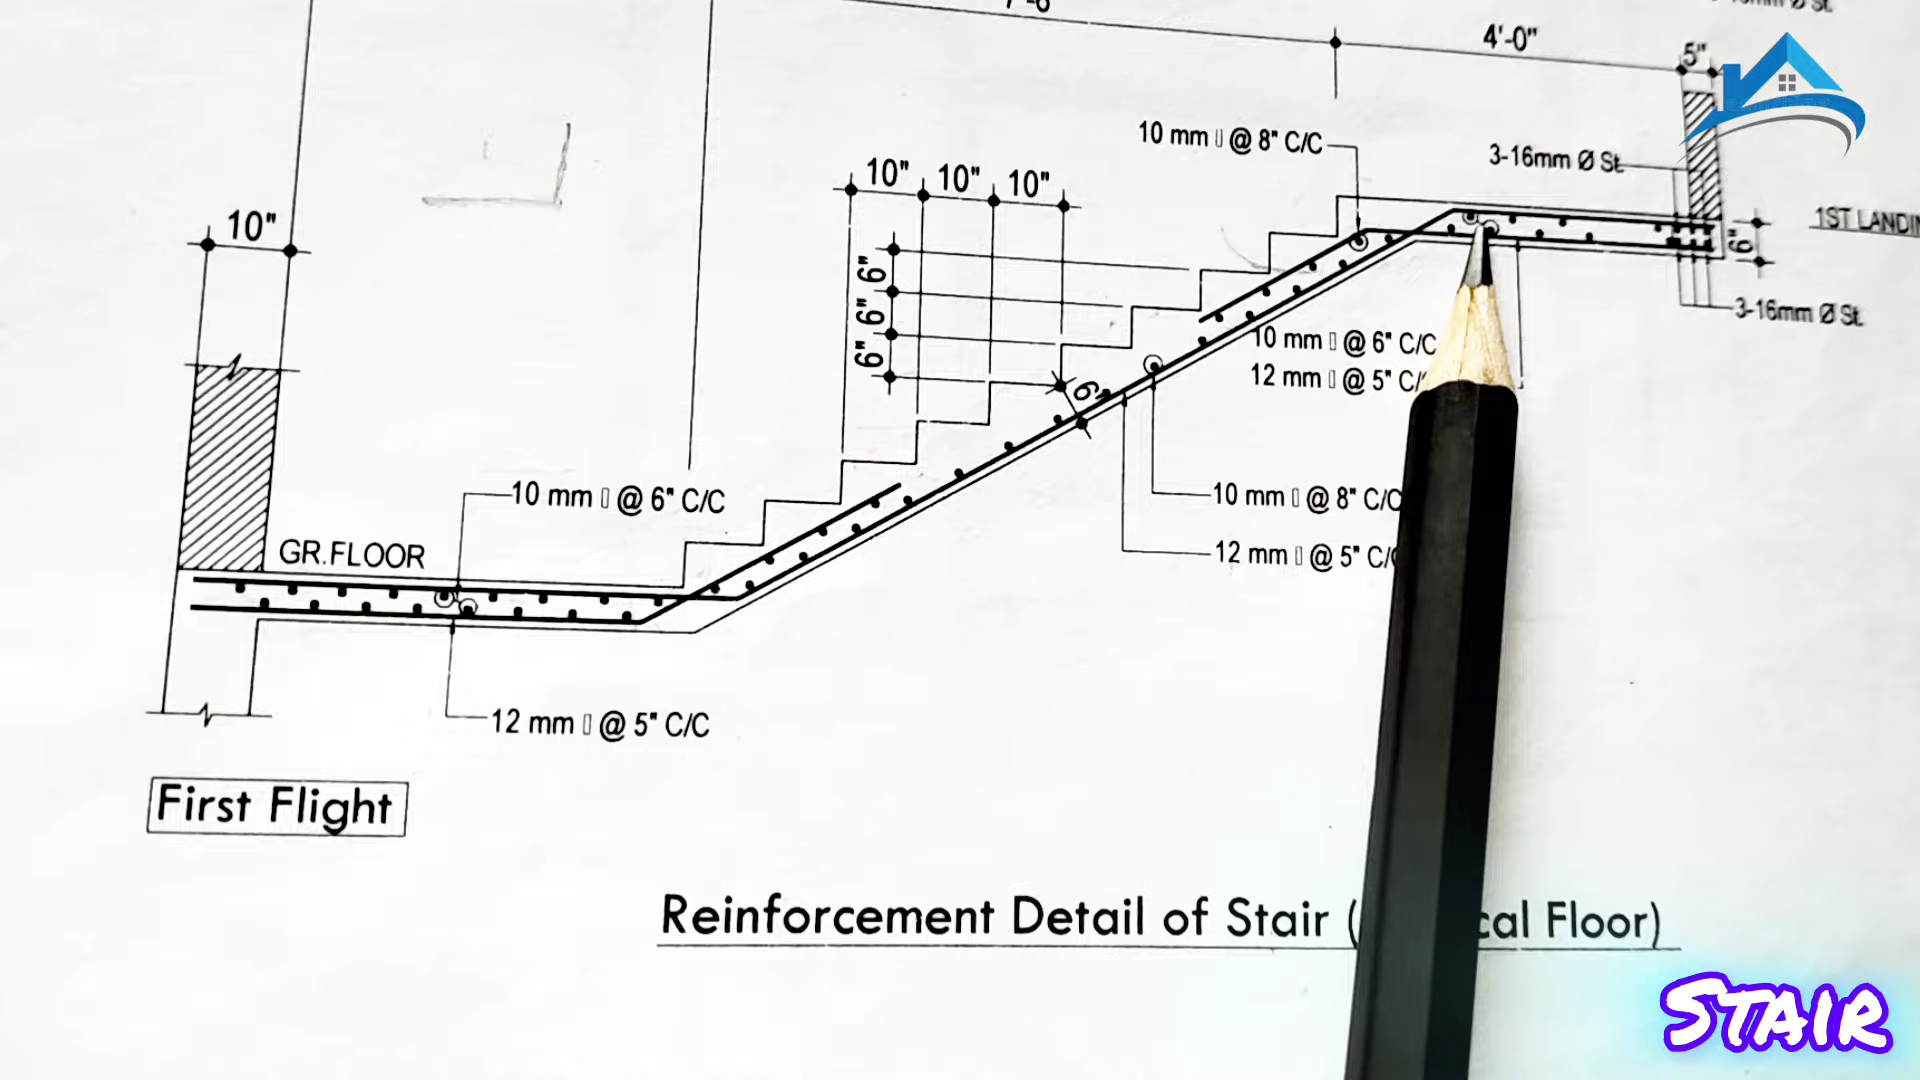 4'-0"
5"
10 mm ▯ @ 8" C/C
3-16mm Ø St.
10" 10" 10"
10"
1ST LANDIN
6"
6"
6"
6"
6"
3-16mm Ø St.
10 mm ▯ @ 6" C/C
12 mm ▯ @ 5" C/
10 mm ▯ @ 6" C/C
10 mm ▯ @ 8" C/C
GR.FLOOR
12 mm ▯ @ 5" C/
12 mm ▯ @ 5" C/C
First Flight
Reinforcement Detail of Stair ( cal Floor)
STAIR